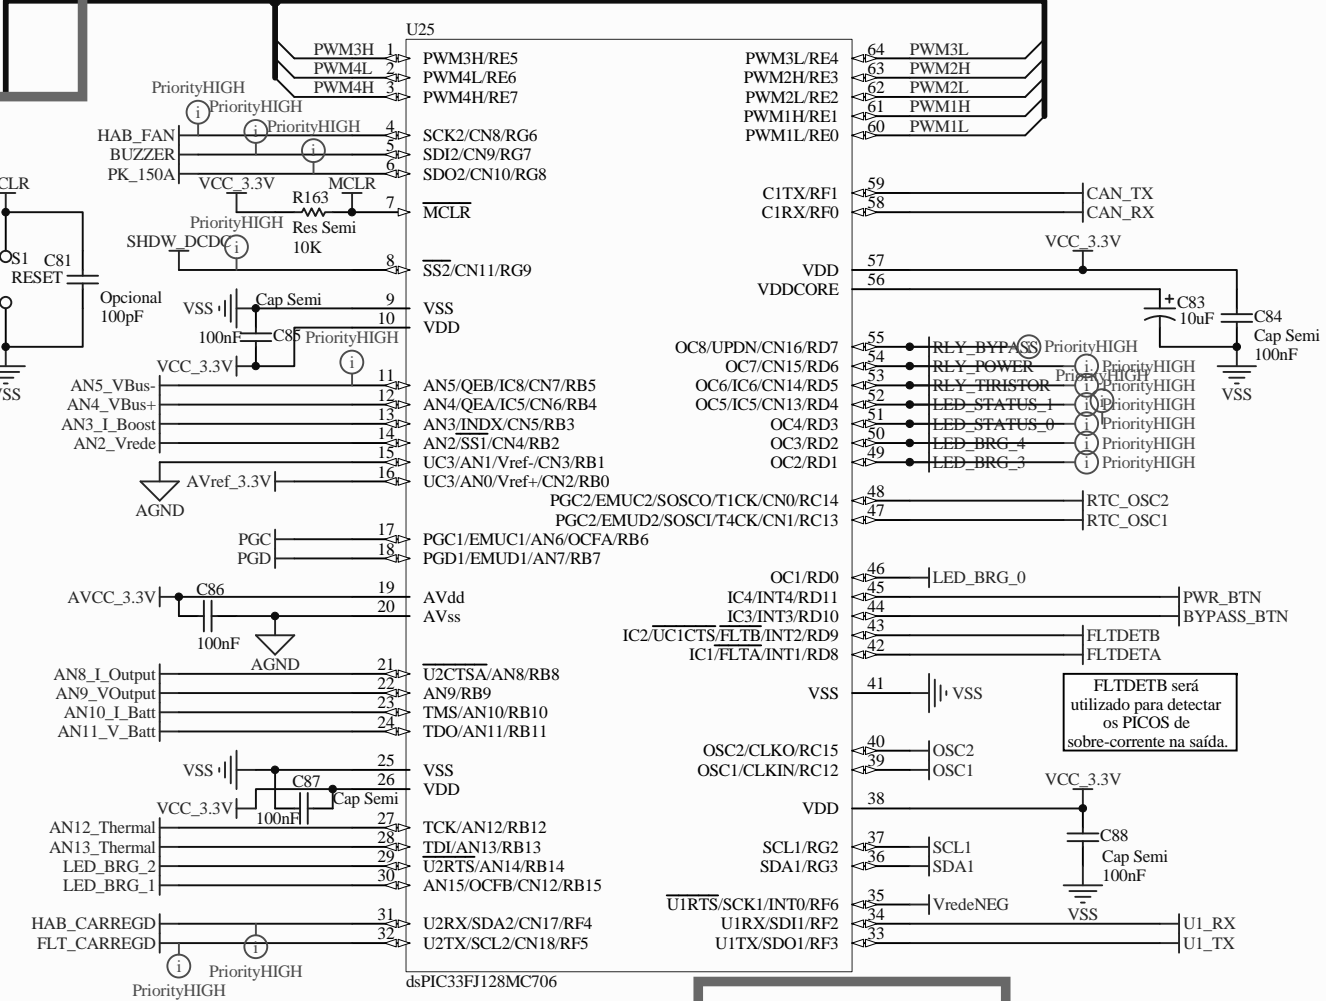 U25
PWM3H 1 PWM3H/RE5
PWM4L 2 PWM4L/RE6
PWM4H 3 PWM4H/RE7
PriorityHIGH
PriorityHIGH
PriorityHIGH
HAB_FAN 4 SCK2/CN8/RG6
BUZZER 5 SDI2/CN9/RG7
PK_150A 6 SDO2/CN10/RG8
VCC_3.3V
R163
MCLR
7 MCLR
Res Semi
10K
PriorityHIGH
SHDW_DCDC
8 SS2/CN11/RG9
CLR
S1
RESET
C81
Opcional
100pF
VSS
VSS
Cap Semi
9 VSS
10 VDD
100nF
C85
PriorityHIGH
VCC_3.3V
AN5_VBus- 11 AN5/QEB/IC8/CN7/RB5
AN4_VBus+ 12 AN4/QEA/IC5/CN6/RB4
AN3_I_Boost 13 AN3/INDX/CN5/RB3
AN2_Vrede 14 AN2/SS1/CN4/RB2
15 UC3/AN1/Vref-/CN3/RB1
AVref_3.3V 16 UC3/AN0/Vref+/CN2/RB0
AGND
PGC 17 PGC1/EMUC1/AN6/OCFA/RB6
PGD 18 PGD1/EMUD1/AN7/RB7
AVCC_3.3V
C86
19 AVdd
20 AVss
100nF
AGND
AN8_I_Output 21 U2CTSA/AN8/RB8
AN9_VOutput 22 AN9/RB9
AN10_I_Batt 23 TMS/AN10/RB10
AN11_V_Batt 24 TDO/AN11/RB11
VSS
25 VSS
26 VDD
C87
Cap Semi
VCC_3.3V
100nF
AN12_Thermal 27 TCK/AN12/RB12
AN13_Thermal 28 TDI/AN13/RB13
LED_BRG_2 29 U2RTS/AN14/RB14
LED_BRG_1 30 AN15/OCFB/CN12/RB15
HAB_CARREGD 31 U2RX/SDA2/CN17/RF4
FLT_CARREGD 32 U2TX/SCL2/CN18/RF5
PriorityHIGH
PriorityHIGH
dsPIC33FJ128MC706
PWM3L/RE4 64 PWM3L
PWM2H/RE3 63 PWM2H
PWM2L/RE2 62 PWM2L
PWM1H/RE1 61 PWM1H
PWM1L/RE0 60 PWM1L
C1TX/RF1 59 CAN_TX
C1RX/RF0 58 CAN_RX
VCC_3.3V
VDD 57
VDDCORE 56
+ C83
10uF
C84
Cap Semi
100nF
VSS
OC8/UPDN/CN16/RD7 55 RLY_BYPASS PriorityHIGH
OC7/CN15/RD6 54 RLY_POWER PriorityHIGH
PriorityHIGH
OC6/IC6/CN14/RD5 53 RLY_TIRISTOR PriorityHIGH
OC5/IC5/CN13/RD4 52 LED_STATUS_1 PriorityHIGH
OC4/RD3 51 LED_STATUS_0 PriorityHIGH
OC3/RD2 50 LED_BRG_4 PriorityHIGH
OC2/RD1 49 LED_BRG_3 PriorityHIGH
PGC2/EMUC2/SOSCO/T1CK/CN0/RC14 48 RTC_OSC2
PGC2/EMUD2/SOSCI/T4CK/CN1/RC13 47 RTC_OSC1
OC1/RD0 46 LED_BRG_0
IC4/INT4/RD11 45 PWR_BTN
IC3/INT3/RD10 44 BYPASS_BTN
IC2/UC1CTS/FLTB/INT2/RD9 43 FLTDETB
IC1/FLTA/INT1/RD8 42 FLTDETA
VSS 41 VSS
FLTDETB será
utilizado para detectar
os PICOS de
sobre-corrente na saída.
OSC2/CLKO/RC15 40 OSC2
OSC1/CLKIN/RC12 39 OSC1
VCC_3.3V
VDD 38
C88
Cap Semi
100nF
VSS
SCL1/RG2 37 SCL1
SDA1/RG3 36 SDA1
U1RTS/SCK1/INT0/RF6 35 VredeNEG
U1RX/SDI1/RF2 34 U1_RX
U1TX/SDO1/RF3 33 U1_TX